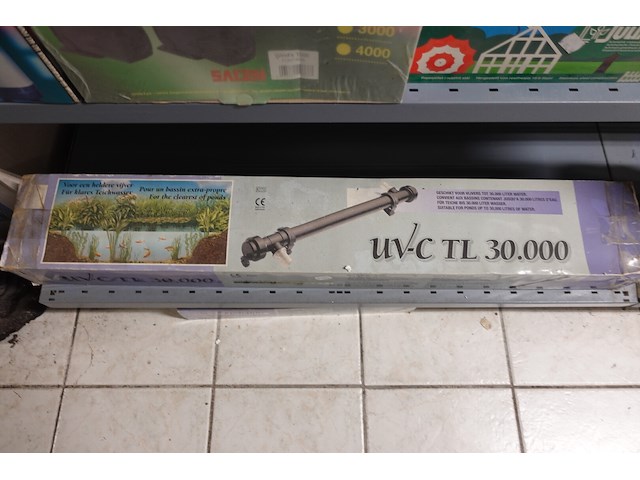 3000
4000
Voor een heldere vijver
Für klares Teichwasser
Pour un bassin extra propre
For the clearest of ponds
CE
GESCHIKT VOOR VIJVERS TOT 30.000 LITER WATER.
CONVIENT AUX BASSINS CONTENANT JUSQU'A 30.000 LITRES D'EAU.
FÜR TEICHE BIS 30.000 LITER WASSER.
SUITABLE FOR PONDS UP TO 30.000 LITRES OF WATER.
UV-C TL 30.000
UV-C TL 30.000